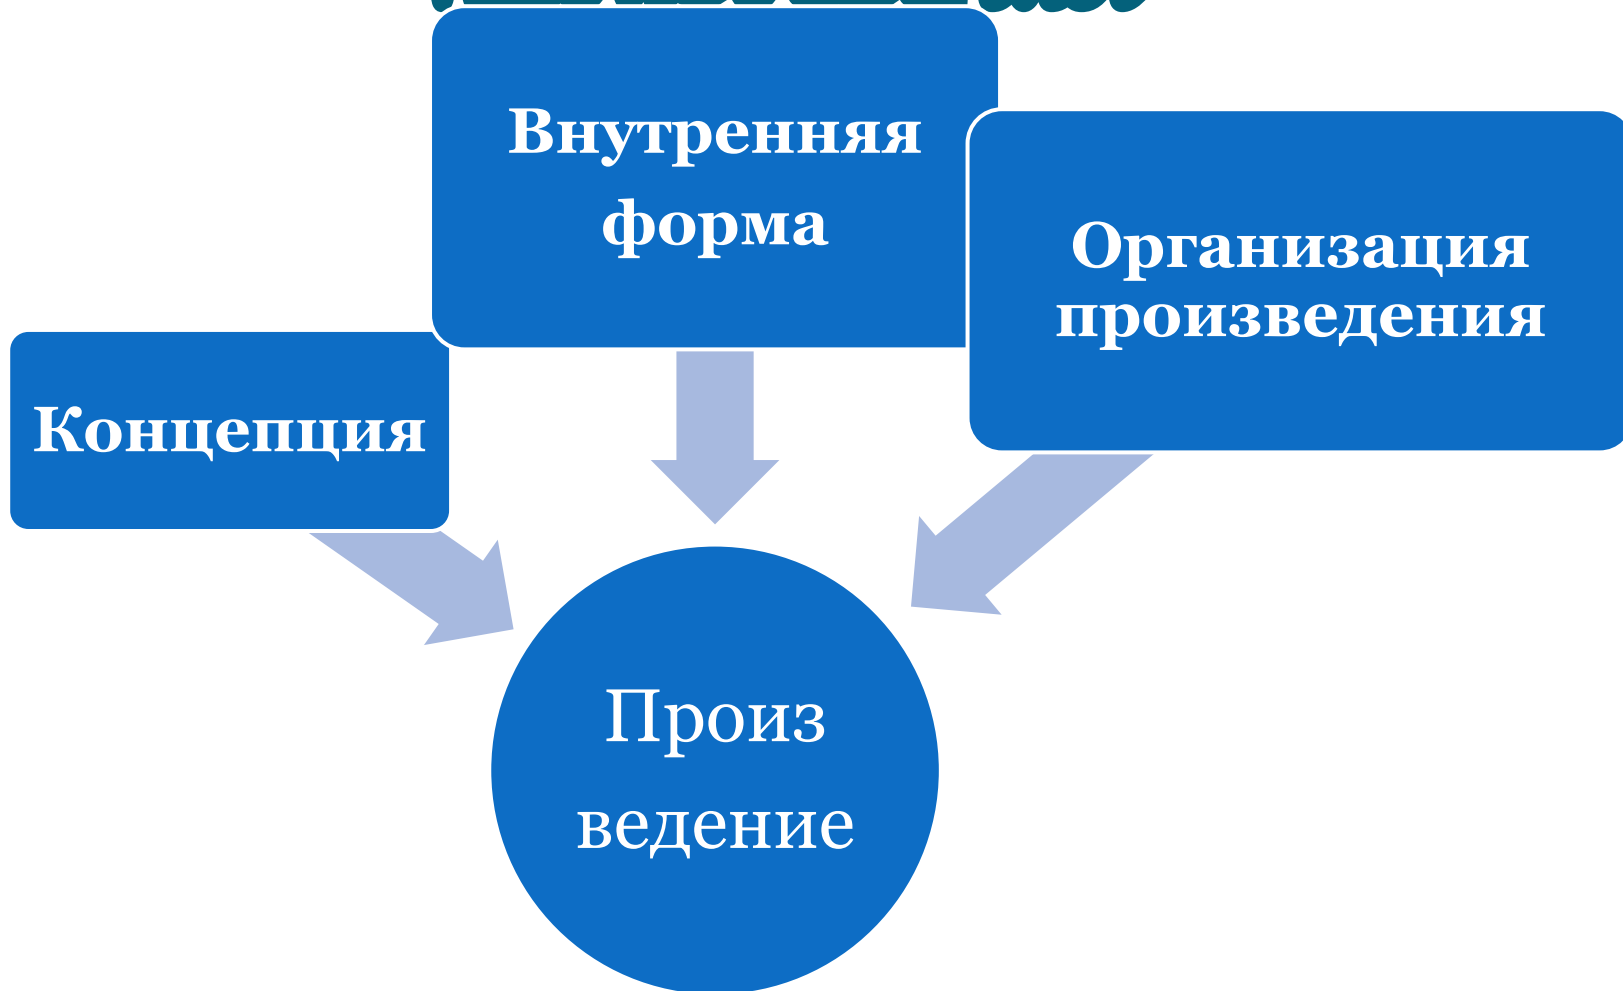 Внутренняя
форма
Организация
произведения
Концепция
Произ
ведение